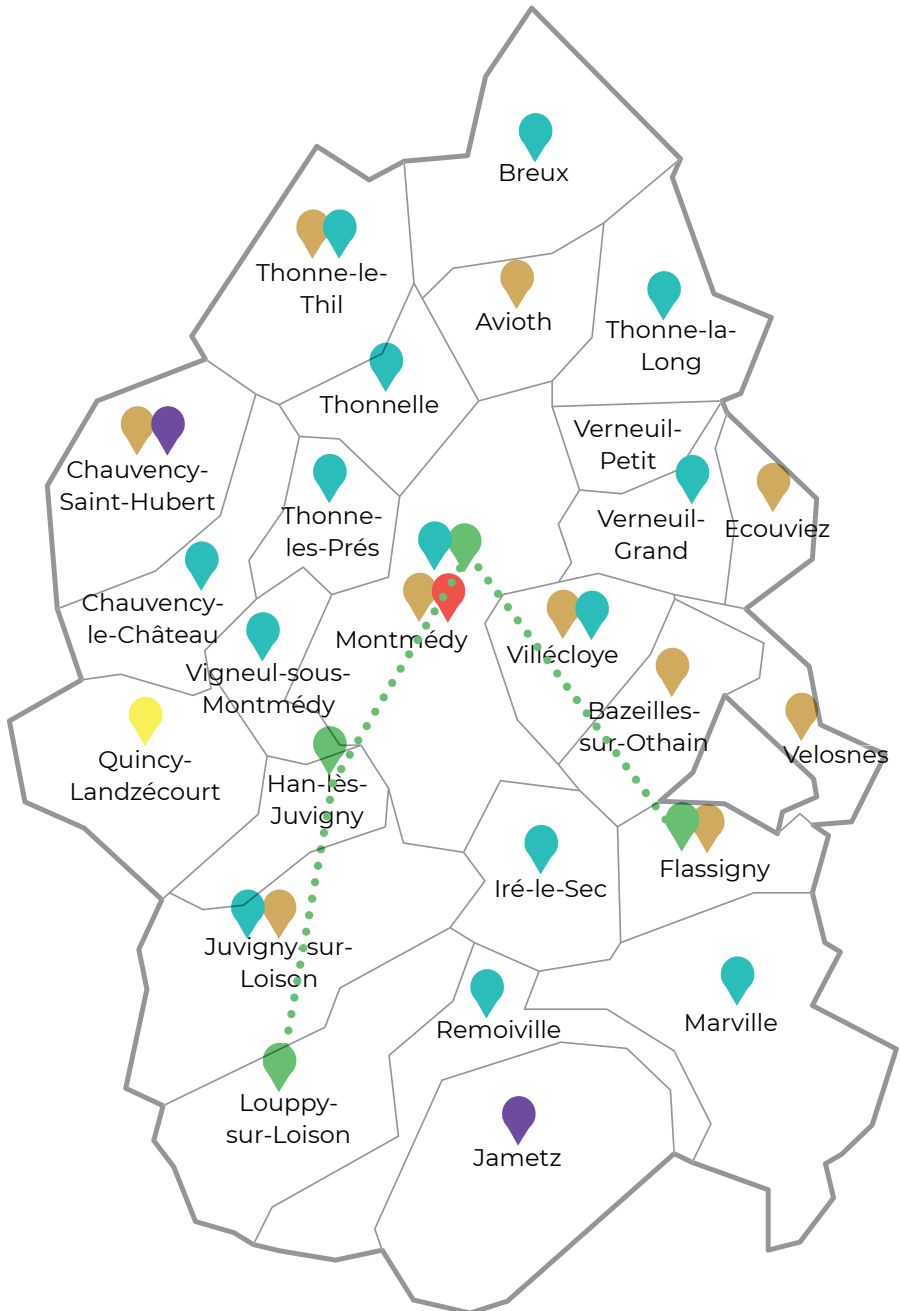 Breux
Thonne-le-
Thil
Avioth
Thonne-la-
Long
Thonnelle
Verneuil-
Petit
Chauvency-
Saint-Hubert
Thonne-
les-Prés
Verneuil-
Grand
Ecouviez
Chauvency-
le-Château
Montmédy
Villécloye
Vigneul-sous-
Montmédy
Bazeilles-
sur-Othain
Velosnes
Quincy-
Landzécourt
Han-lès-
Juvigny
Flassigny
Iré-le-Sec
Juvigny-sur-
Loison
Remoiville
Marville
Louppy-
sur-Loison
Jametz